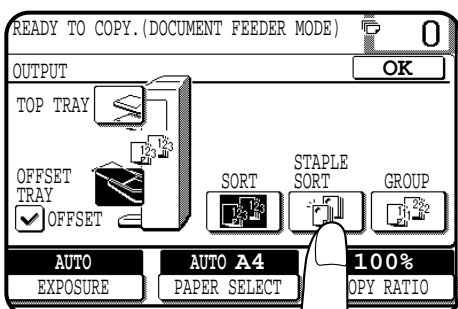 READY TO COPY.(DOCUMENT FEEDER MODE) 0
OUTPUT OK
TOP TRAY
OFFSET
TRAY
OFFSET
SORT
STAPLE
SORT
GROUP
AUTO AUTO A4 100%
EXPOSURE PAPER SELECT OPY RATIO